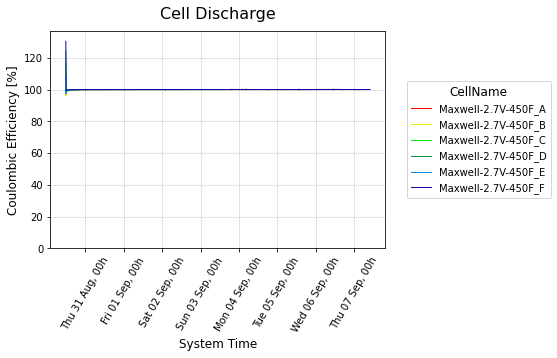 Cell Discharge
Coulombic Efficiency [%]
120
100
80
60
40
20
0
Thu 31 Aug, 00h
Fri 01 Sep, 00h
Sat 02 Sep, 00h
Sun 03 Sep, 00h
Mon 04 Sep, 00h
Tue 05 Sep, 00h
Wed 06 Sep, 00h
Thu 07 Sep, 00h
System Time
CellName
Maxwell-2.7V-450F_A
Maxwell-2.7V-450F_B
Maxwell-2.7V-450F_C
Maxwell-2.7V-450F_D
Maxwell-2.7V-450F_E
Maxwell-2.7V-450F_F